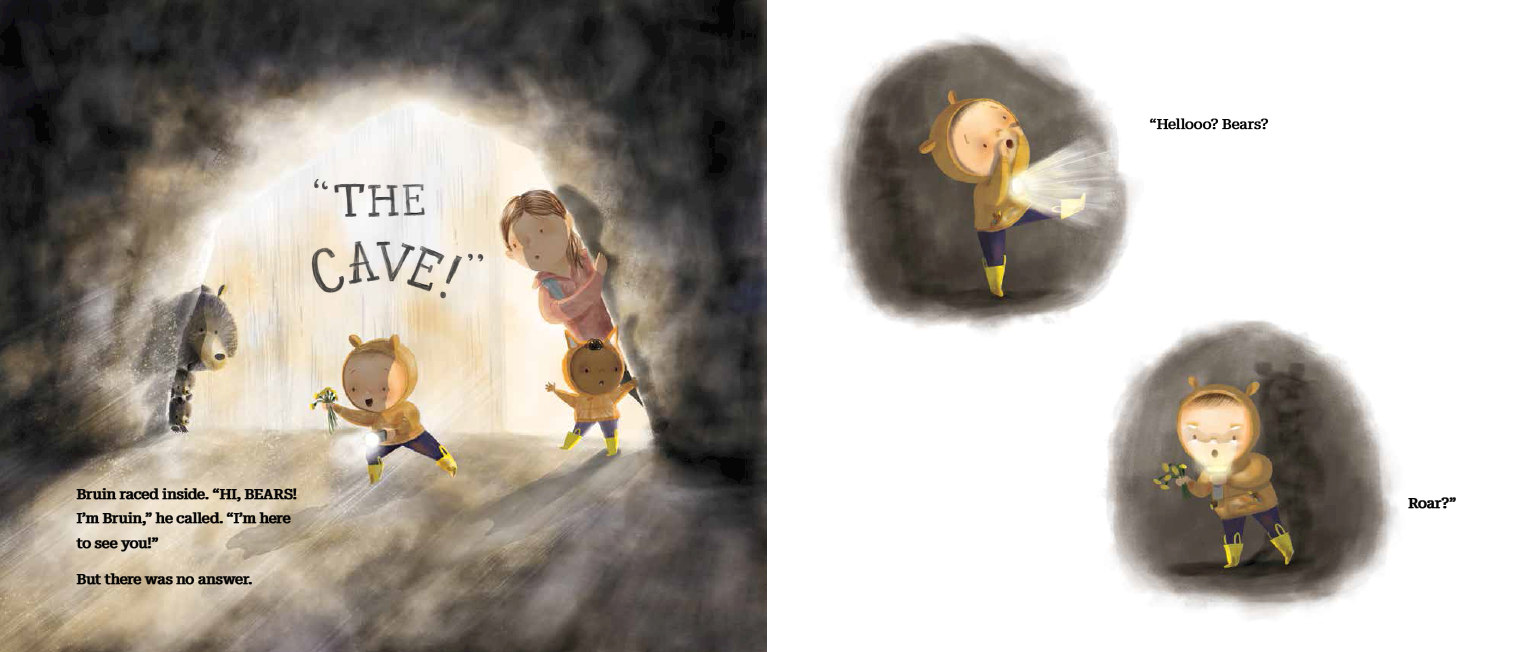 “THE
CAVE!”
Bruin raced inside. “HI, BEARS!
I’m Bruin,” he called. “I’m here
to see you!”
But there was no answer.
“Hellooo? Bears?
Roar?”